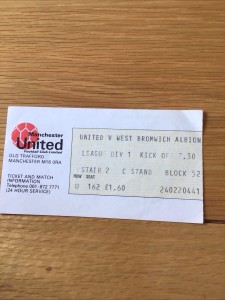 Manchester
United
Football Club Limited
OLD TRAFFORD
MANCHESTER M16 0RA
TICKET AND MATCH
INFORMATION
Telephone 061-872 7771
(24 HOUR SERVICE)
UNITED V WEST BROMWICH ALBION
LEAGUE DIV 1 KICK OFF 7.30
STAIR 2 C STAND BLOCK 52
ROW SEAT
U 162 £1.60 240220441